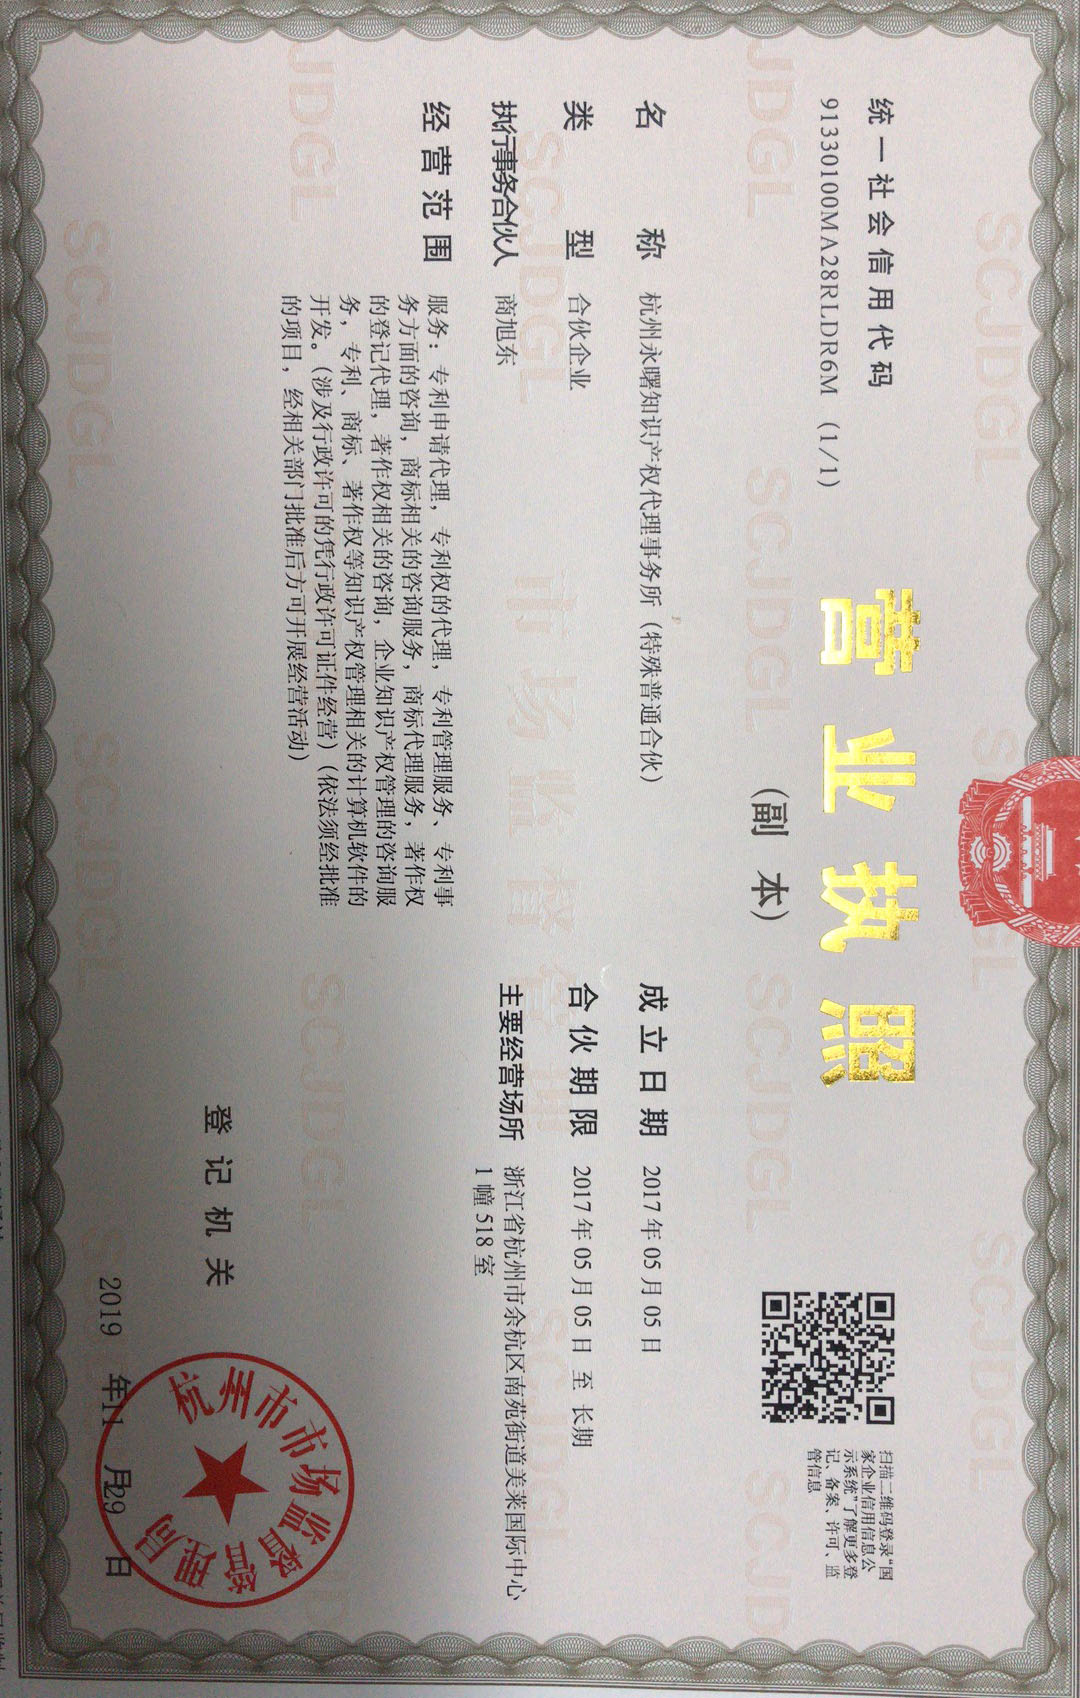 统一社会信用代码
91330100MA28RLDR6M (1/1)
营业执照
(副本)
扫描二维码登录“国
家企业信用信息公
示系统”了解更多登
记、备案、许可、监
管信息
名称 杭州永曙知识产权代理事务所（特殊普通合伙）
类型 合伙企业
执行事务合伙人 商旭东
经营范围 服务：专利申请代理，专利权的代理，专利管理服务、专利事
务方面的咨询，商标相关的咨询服务，商标代理服务，著作权
的登记代理，著作权相关的咨询，企业知识产权管理的咨询服
务，专利、商标、著作权等知识产权管理相关的计算机软件的
开发。（涉及行政许可的凭行政许可证件经营）（依法须经批准
的项目，经相关部门批准后方可开展经营活动）
成立日期 2017年05月05日
合伙期限 2017年05月05日 至 长期
主要经营场所 浙江省杭州市余杭区南苑街道美莱国际中心
1幢518室
登记机关
杭州市市场监督管理局
2019 年11 月29 日
SCJDGL
市场监督管理